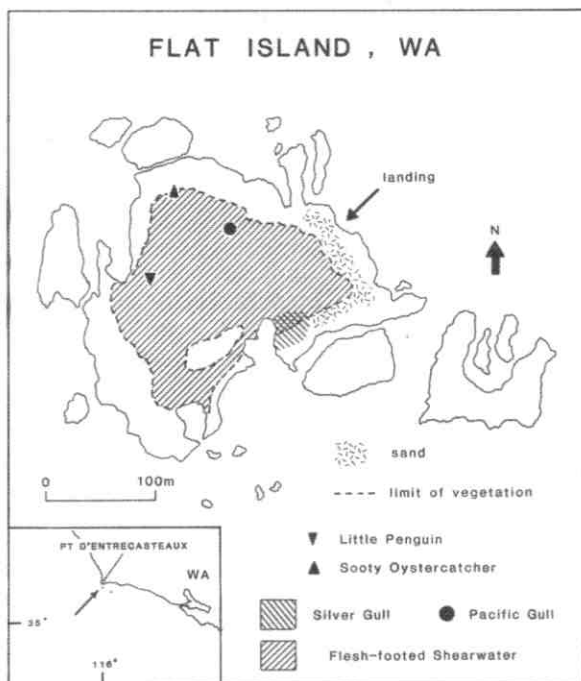 FLAT ISLAND , WA
landing
N
sand
0 100m
limit of vegetation
Little Penguin
Sooty Oystercatcher
PT D'ENTRECASTEAUX
WA
35°
116°
Silver Gull
Pacific Gull
Flesh-footed Shearwater